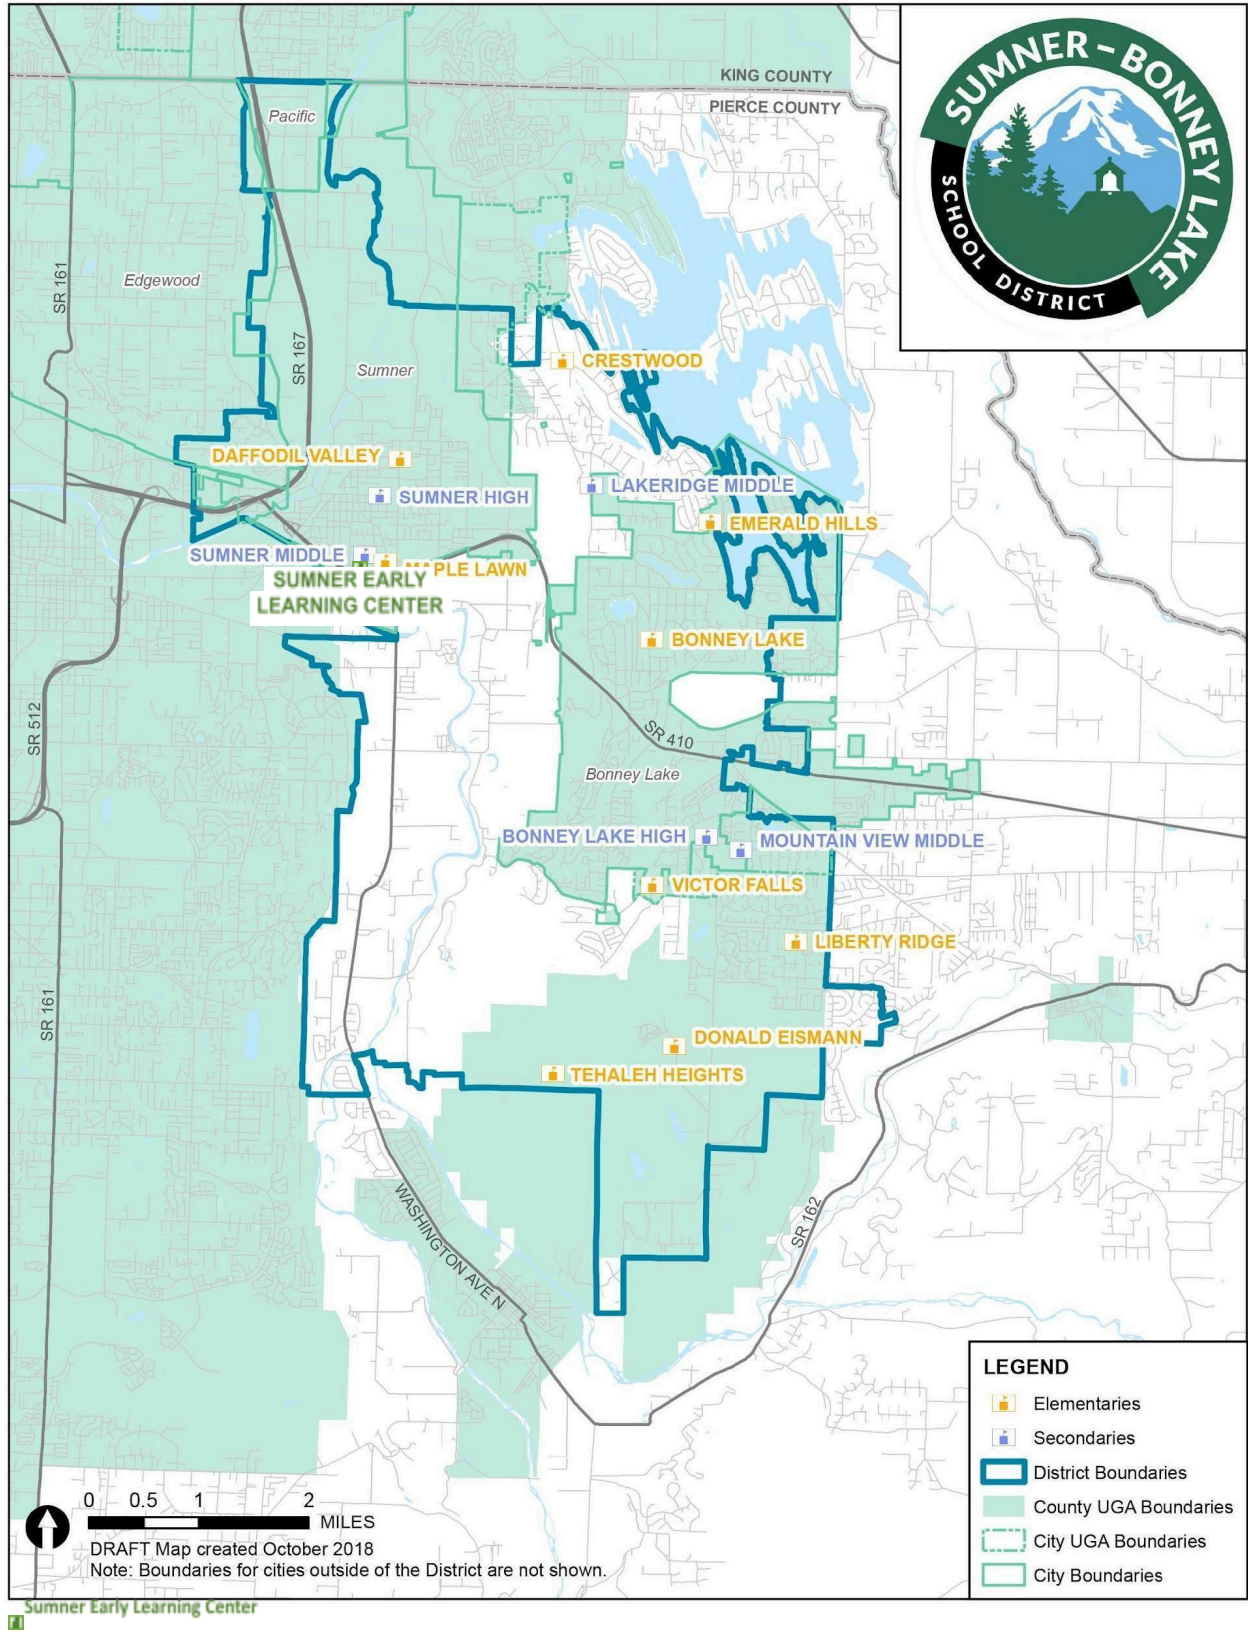 KING COUNTY
PIERCE COUNTY
SUMNER – BONNEY LAKE
SCHOOL DISTRICT
Pacific
Edgewood
SR 161
SR 167
Sumner
CRESTWOOD
DAFFODIL VALLEY
SUMNER HIGH
LAKERIDGE MIDDLE
EMERALD HILLS
SUMNER MIDDLE
MAPLE LAWN
SUMNER EARLY
LEARNING CENTER
BONNEY LAKE
SR 512
SR 410
Bonney Lake
BONNEY LAKE HIGH
MOUNTAIN VIEW MIDDLE
VICTOR FALLS
LIBERTY RIDGE
SR 161
DONALD EISMANN
TEHALEH HEIGHTS
WASHINGTON AVE N
SR 162
LEGEND
Elementaries
Secondaries
District Boundaries
County UGA Boundaries
City UGA Boundaries
City Boundaries
0 0.5 1 2
MILES
DRAFT Map created October 2018
Note: Boundaries for cities outside of the District are not shown.
Sumner Early Learning Center